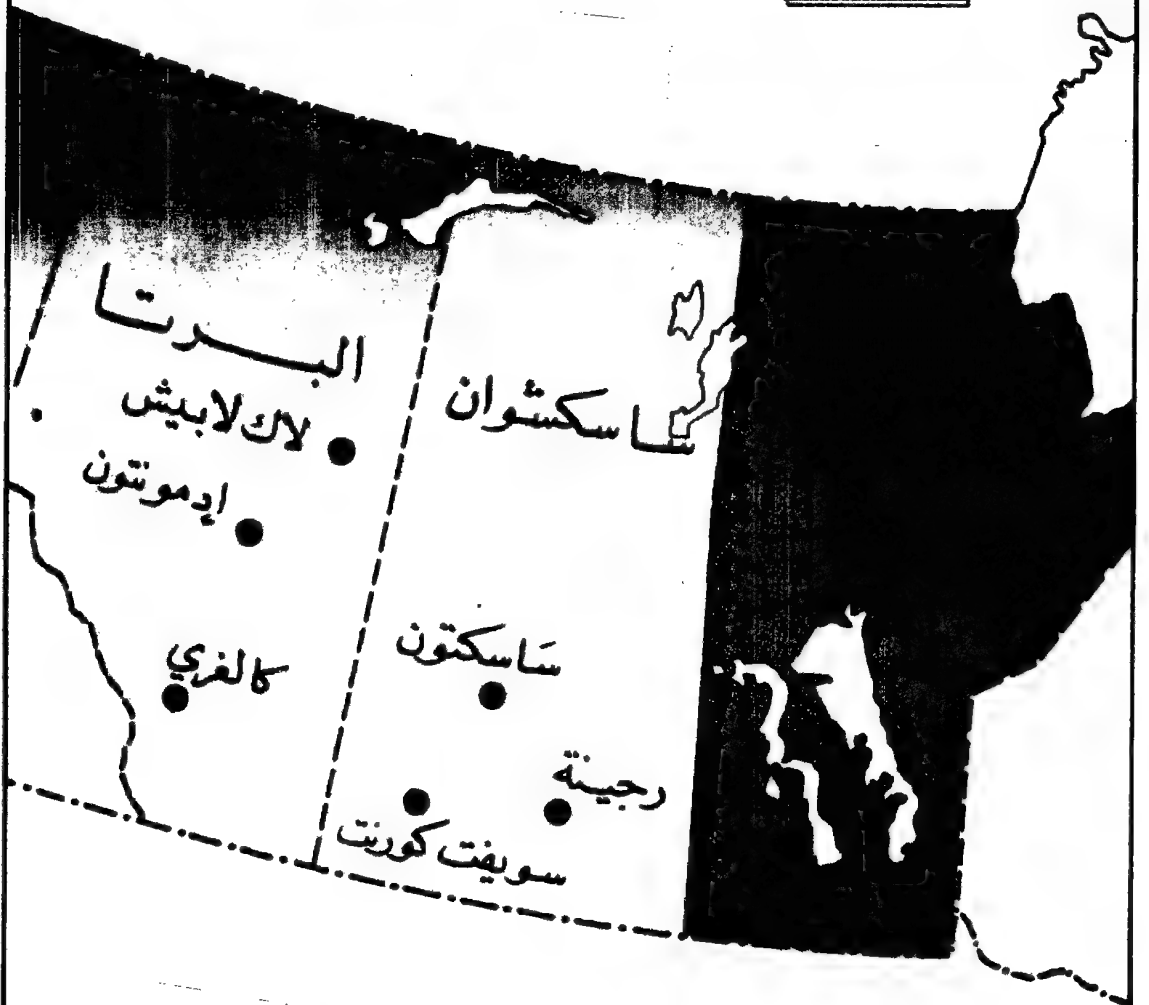 البرتا
لاك لابيش
إدمونتون
ساسكشوان
كالغري
ساسكتون
رجينة
سويفت كورنت